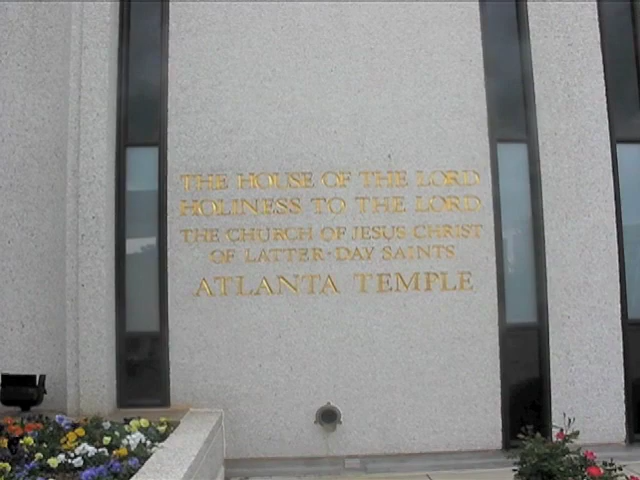 THE HOUSE OF THE LORD
HOLINESS TO THE LORD
THE CHURCH OF JESUS CHRIST
OF LATTER-DAY SAINTS
ATLANTA TEMPLE